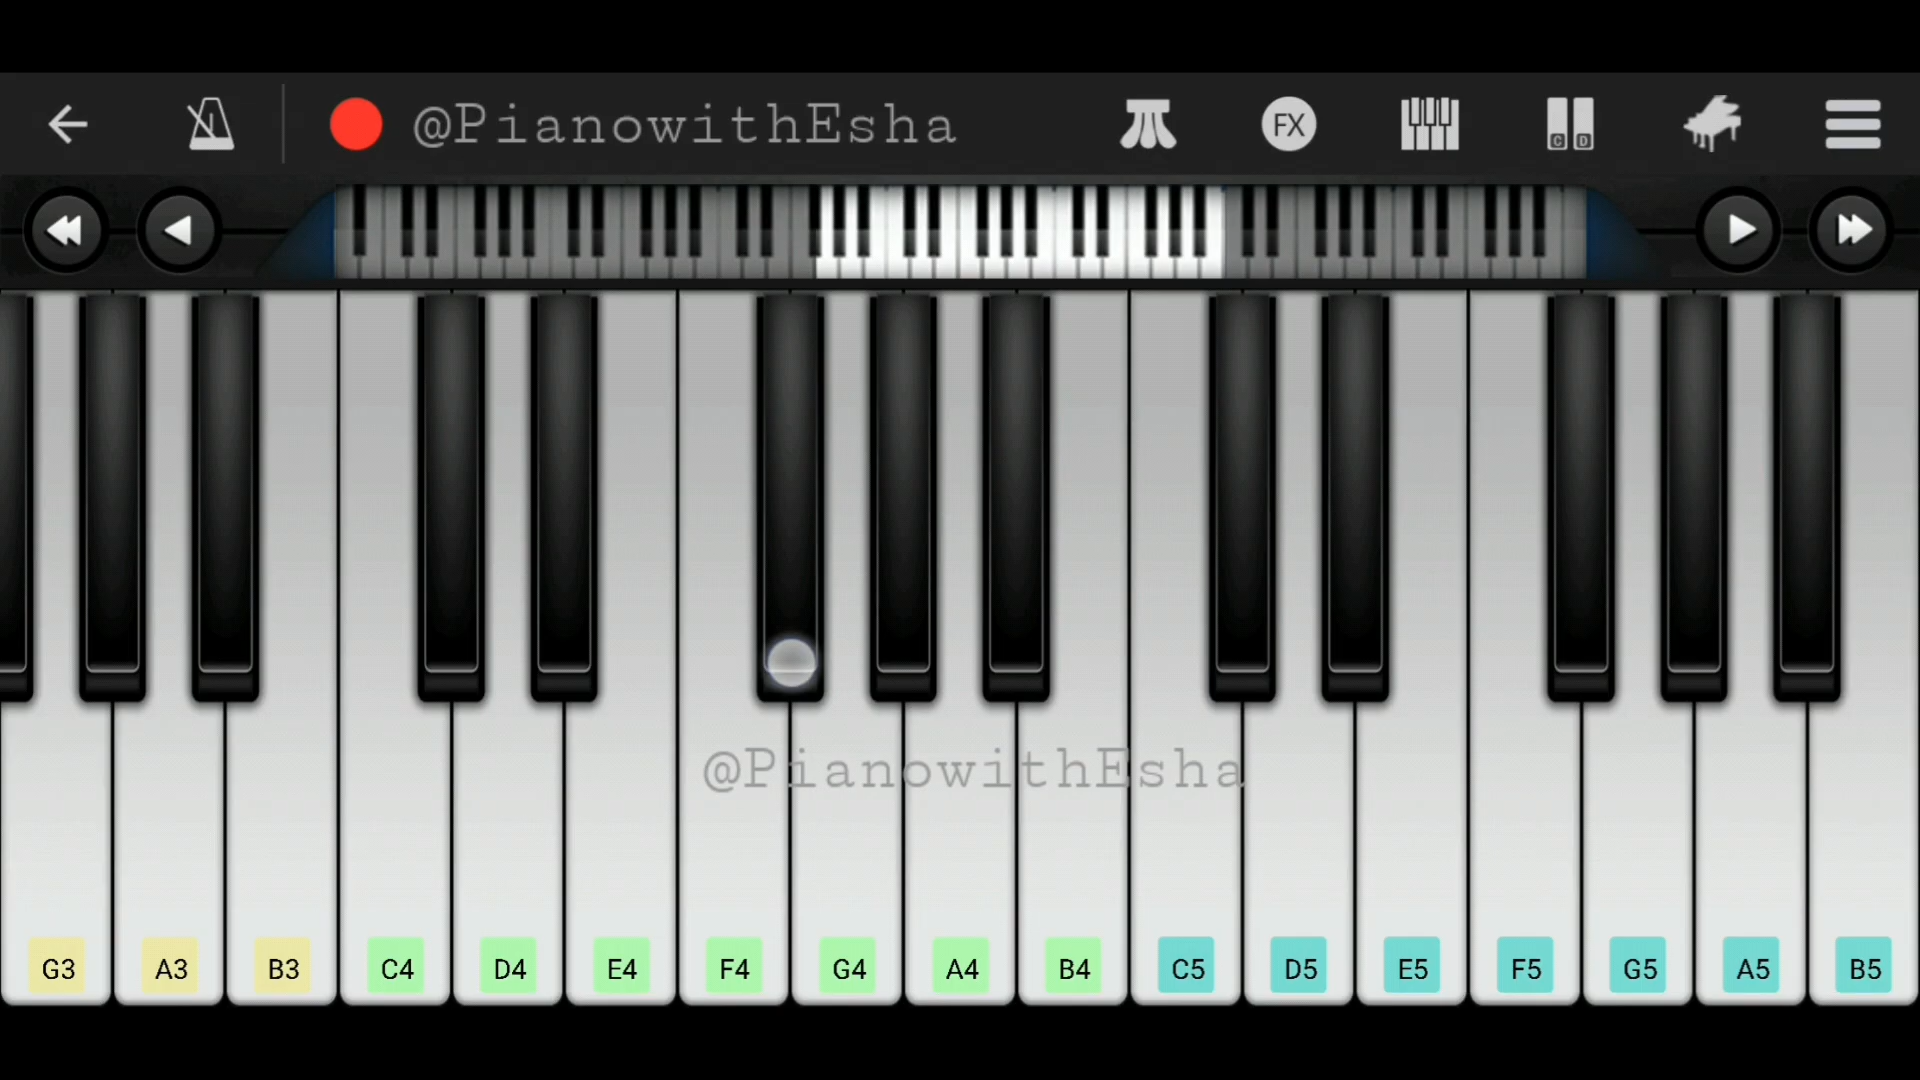 @PianowithEsha
FX
C D
@PianowithEsha
G3 A3 B3 C4 D4 E4 F4 G4 A4 B4 C5 D5 E5 F5 G5 A5 B5